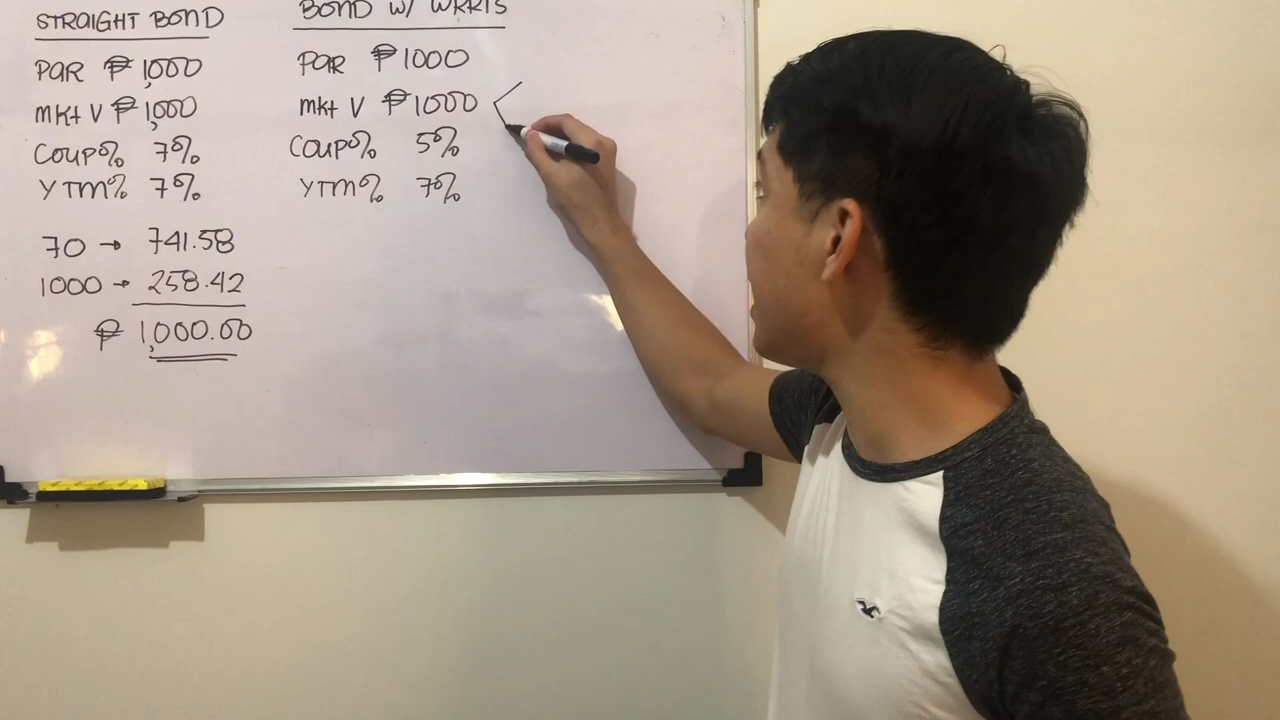 STRAIGHT BOND
PAR ₱ 1,000
mkt V ₱ 1,000
COUP% 7%
YTM% 7%
70 → 741.58
1000 → 258.42
₱ 1,000.00
BOND W/ WRRTS
PAR ₱ 1000
mkt V ₱ 1000
COUP% 5%
YTM% 7%